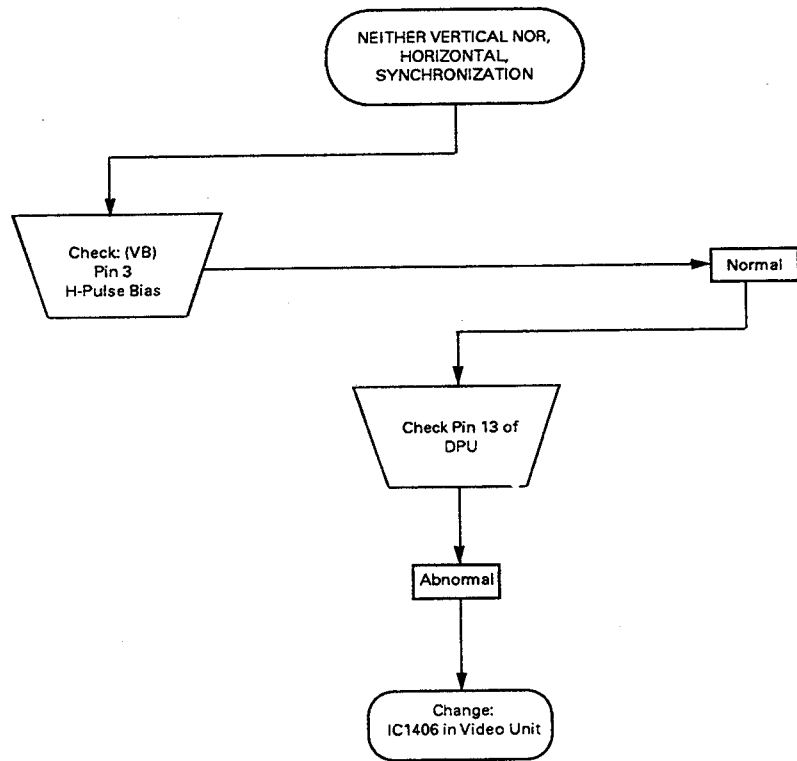 NEITHER VERTICAL NOR,
HORIZONTAL,
SYNCHRONIZATION
Check: (VB)
Pin 3
H-Pulse Bias
Normal
Check Pin 13 of
DPU
Abnormal
Change:
IC1406 in Video Unit